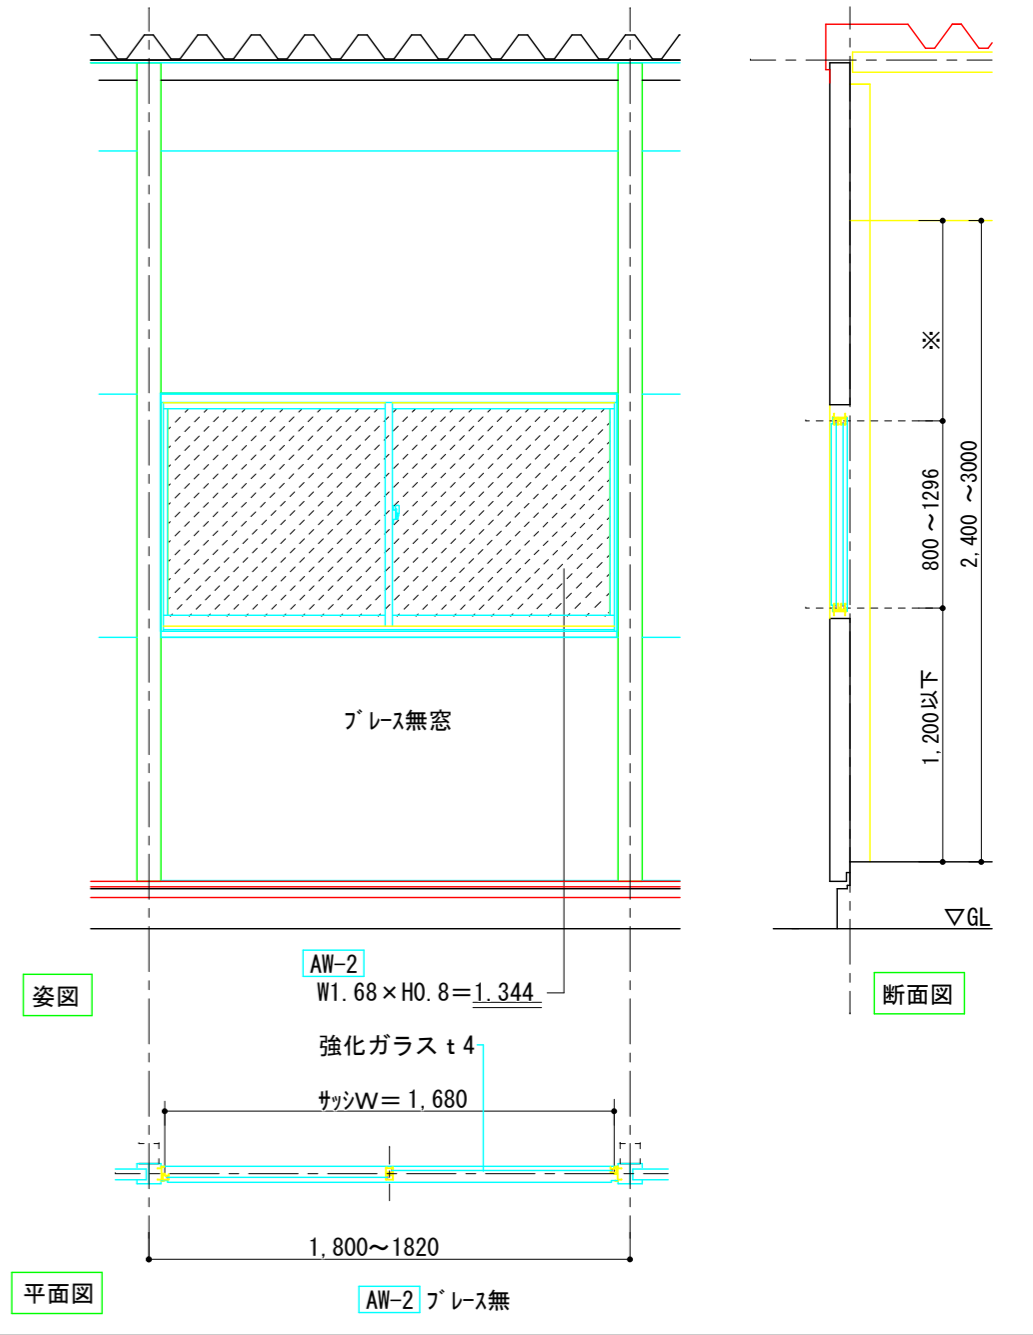 ※
800～1296
2,400 ～3000
1,200以下
ﾌﾞﾚｰｽ無窓
▽GL
AW-2
W1.68×H0.8=1.344
姿図
断面図
強化ガラスｔ4
ｻｯｼW=1,680
1,800～1820
平面図
AW-2 ﾌﾞﾚｰｽ無